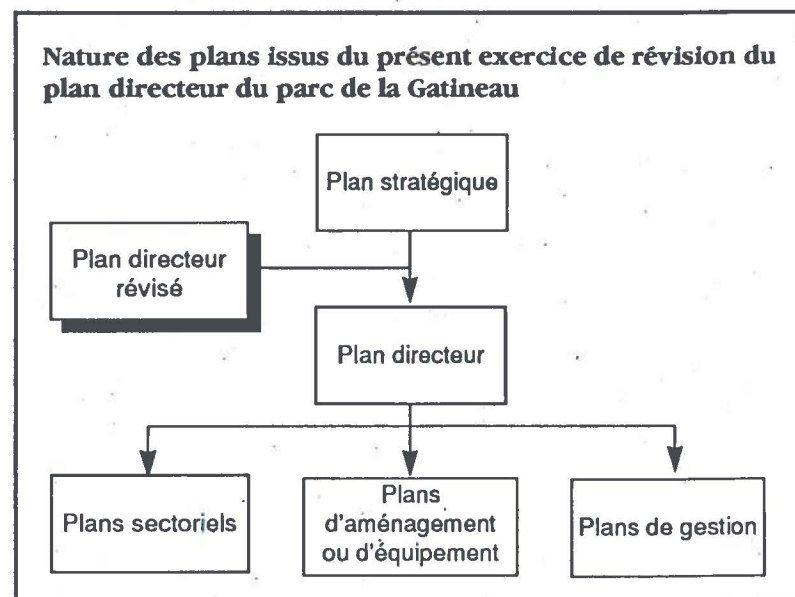 Nature des plans issus du présent exercice de révision du
plan directeur du parc de la Gatineau
Plan stratégique
Plan directeur
révisé
Plan directeur
Plans sectoriels
Plans
d'aménagement
ou d'équipement
Plans de gestion